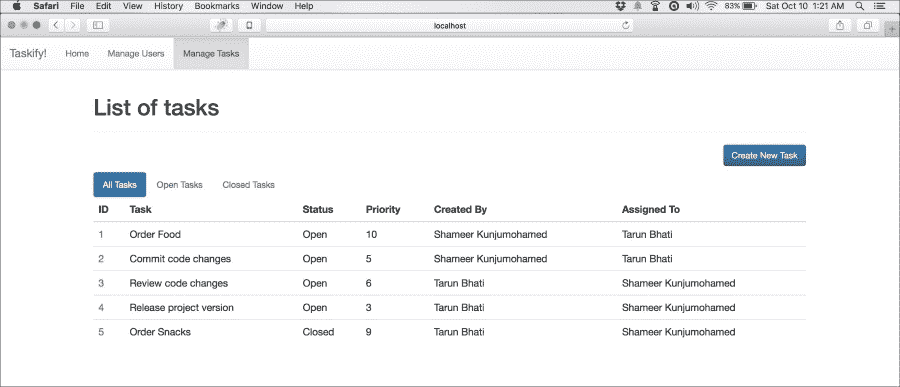 Safari File Edit View History Bookmarks Window Help 83% Sat Oct 10 1:21 AM
localhost
Taskify! Home Manage Users Manage Tasks
List of tasks
Create New Task
All Tasks Open Tasks Closed Tasks
ID Task Status Priority Created By Assigned To
1 Order Food Open 10 Shameer Kunjumohamed Tarun Bhati
2 Commit code changes Open 5 Shameer Kunjumohamed Tarun Bhati
3 Review code changes Open 6 Tarun Bhati Shameer Kunjumohamed
4 Release project version Open 3 Tarun Bhati Shameer Kunjumohamed
5 Order Snacks Closed 9 Tarun Bhati Shameer Kunjumohamed